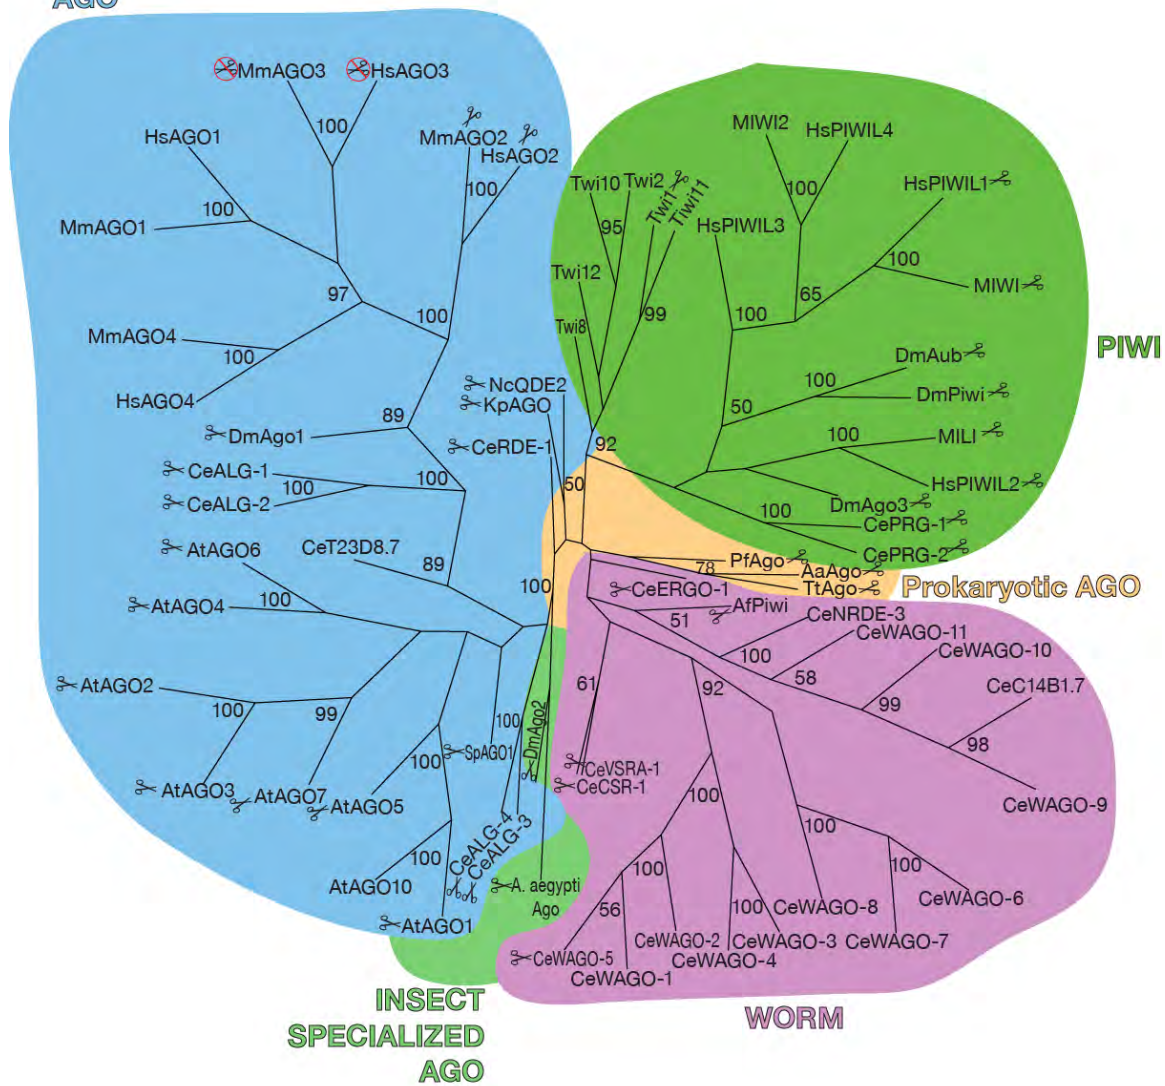 AGO
MmAGO3
HsAGO3
100
HsAGO1
MmAGO2
HsAGO2
100
100
MmAGO1
97
100
MmAGO4
100
HsAGO4
89
DmAgo1
CeALG-1
100
100
CeALG-2
AtAGO6
CeT23D8.7
89
100
AtAGO4
AtAGO2
100
99
AtAGO3
AtAGO7
AtAGO5
100
SpAGO1
100
CeALG-4
CeALG-3
AtAGO10
100
AtAGO1
NcQDE2
KpAGO
CeRDE-1
50
100
MIWI2
HsPIWIL4
Twi10
Twi2
Twi1
Tiwi11
HsPIWIL3
100
HsPIWIL1
95
100
MIWI
Twi12
65
100
99
Twi8
DmAub
100
DmPiwi
50
PIWI
92
100
MILI
HsPIWIL2
DmAgo3
100
CePRG-1
CePRG-2
PfAgo
78
AaAgo
TtAgo
Prokaryotic AGO
CeERGO-1
AfPiwi
51
CeNRDE-3
CeWAGO-11
100
CeWAGO-10
58
CeC14B1.7
99
98
CeWAGO-9
61
92
DmAgo2
CeVSRA-1
CeCSR-1
100
100
100
CeWAGO-6
A. aegypti
Ago
100
56
100
CeWAGO-8
CeWAGO-7
CeWAGO-2
CeWAGO-3
CeWAGO-5
CeWAGO-4
CeWAGO-1
INSECT
SPECIALIZED
AGO
WORM